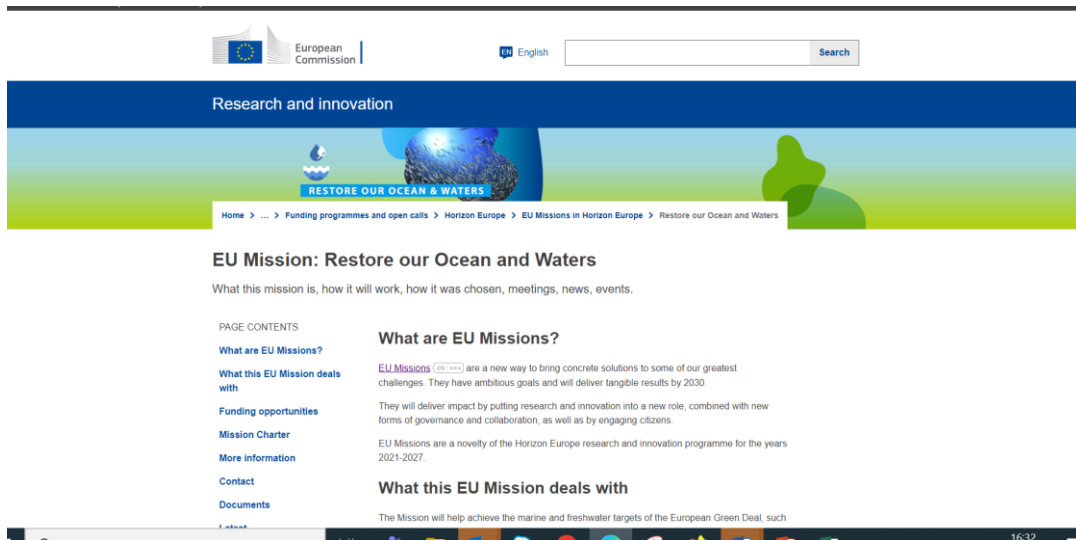 European
Commission
EN English
Search
Research and innovation
RESTORE OUR OCEAN & WATERS
Home > ... > Funding programmes and open calls > Horizon Europe > EU Missions in Horizon Europe > Restore our Ocean and Waters
EU Mission: Restore our Ocean and Waters
What this mission is, how it will work, how it was chosen, meetings, news, events.
PAGE CONTENTS
What are EU Missions?
What this EU Mission deals
with
Funding opportunities
Mission Charter
More information
Contact
Documents
Latest
What are EU Missions?
EU Missions EN ••• are a new way to bring concrete solutions to some of our greatest
challenges. They have ambitious goals and will deliver tangible results by 2030.
They will deliver impact by putting research and innovation into a new role, combined with new
forms of governance and collaboration, as well as by engaging citizens.
EU Missions are a novelty of the Horizon Europe research and innovation programme for the years
2021-2027.
What this EU Mission deals with
The Mission will help achieve the marine and freshwater targets of the European Green Deal, such
16:32